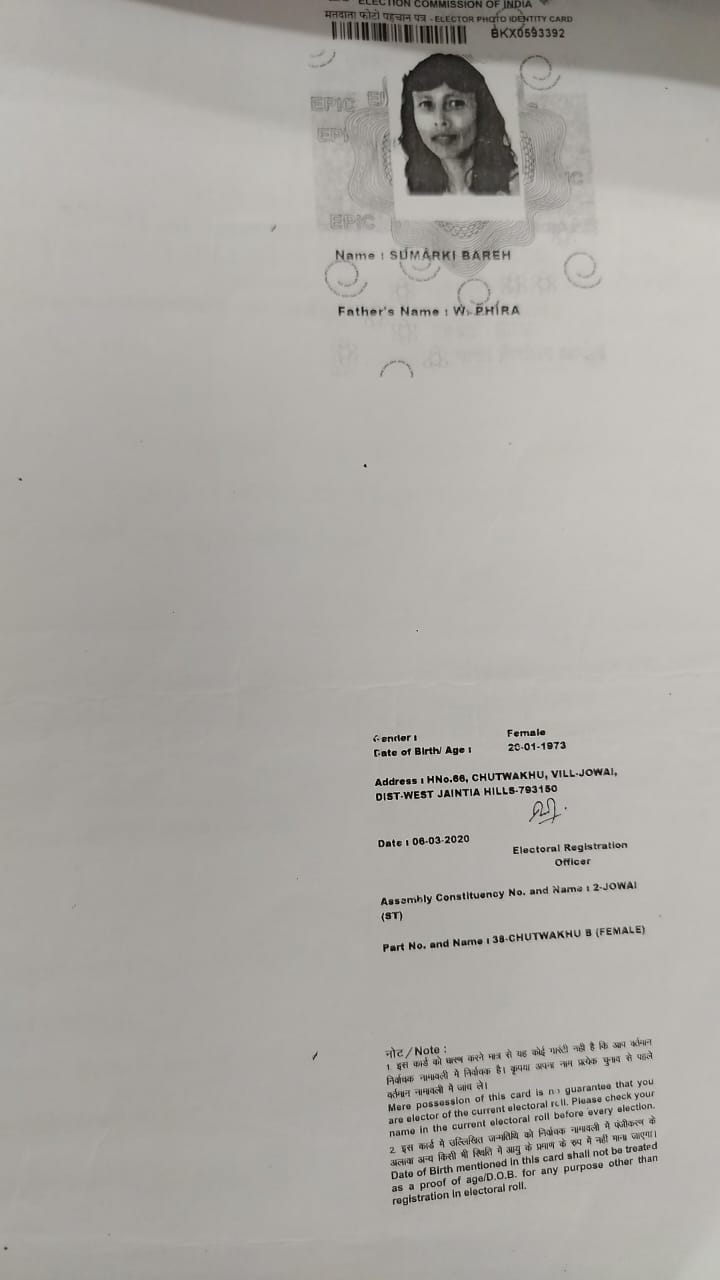 ELECTION COMMISSION OF INDIA
मतदाता फोटो पहचान पत्र - ELECTOR PHOTO IDENTITY CARD
BKX0593392
EPIC EPIC
EPIC
EPIC
Name : SUMARKI BAREH
Father's Name : W. PHIRA
Gender : Female
Date of Birth/ Age : 20-01-1973
Address : HNo.66, CHUTWAKHU, VILL-JOWAI,
DIST-WEST JAINTIA HILLS-793150
Date : 06-03-2020
Electoral Registration
Officer
Assembly Constituency No. and Name : 2-JOWAI
(ST)
Part No. and Name : 38-CHUTWAKHU B (FEMALE)
नोट/Note :
1. इस कार्ड को धारण करने मात्र से यह कोई गारंटी नहीं है कि आप वर्तमान
निर्वाचक नामावली में निर्वाचक है। कृपया अपना नाम प्रत्येक चुनाव से पहले
वर्तमान नामावली में जांच ले।
Mere possession of this card is no guarantee that you
are elector of the current electoral roll. Please check your
name in the current electoral roll before every election.
2. इस कार्ड में उल्लिखित जन्मतिथि को निर्वाचक नामावली में पंजीकरण के
अलावा अन्य किसी भी स्थिति में आयु के प्रमाण के रूप में नहीं माना जाएगा।
Date of Birth mentioned in this card shall not be treated
as a proof of age/D.O.B. for any purpose other than
registration in electoral roll.